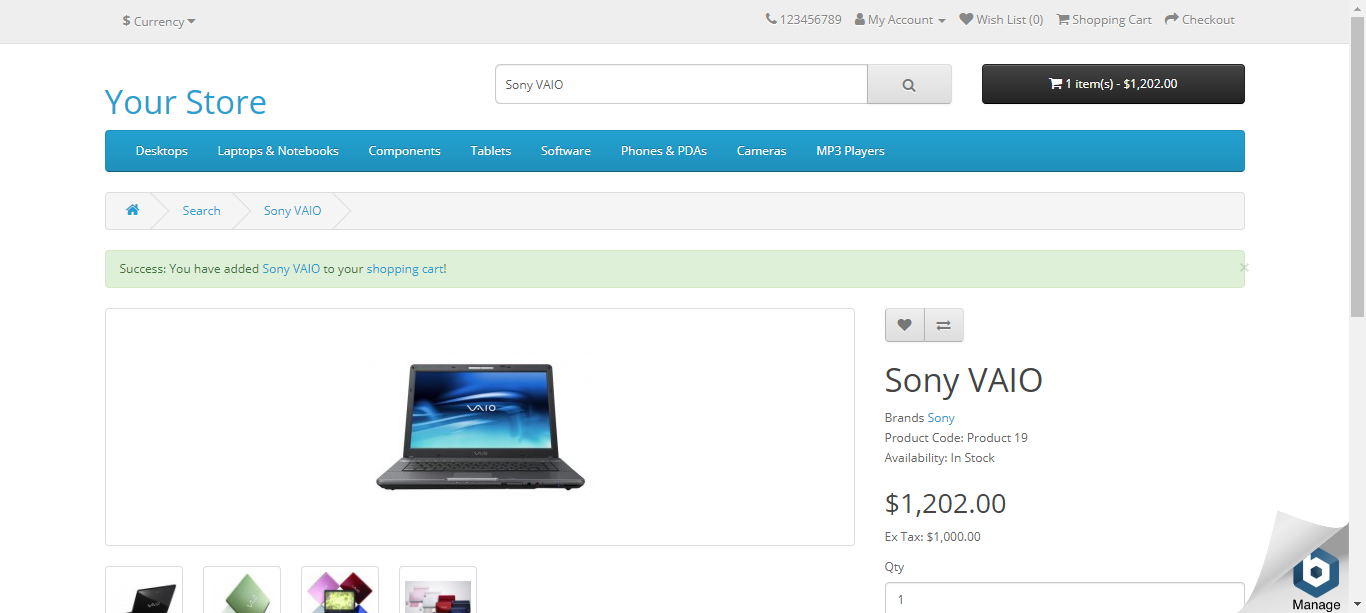 $ Currency
123456789 My Account Wish List (0) Shopping Cart Checkout
Your Store
Sony VAIO
1 item(s) - $1,202.00
Desktops Laptops & Notebooks Components Tablets Software Phones & PDAs Cameras MP3 Players
Search Sony VAIO
Success: You have added Sony VAIO to your shopping cart!
×
VAIO
Sony VAIO
Brands Sony
Product Code: Product 19
Availability: In Stock
$1,202.00
Ex Tax: $1,000.00
Qty
1
Manage